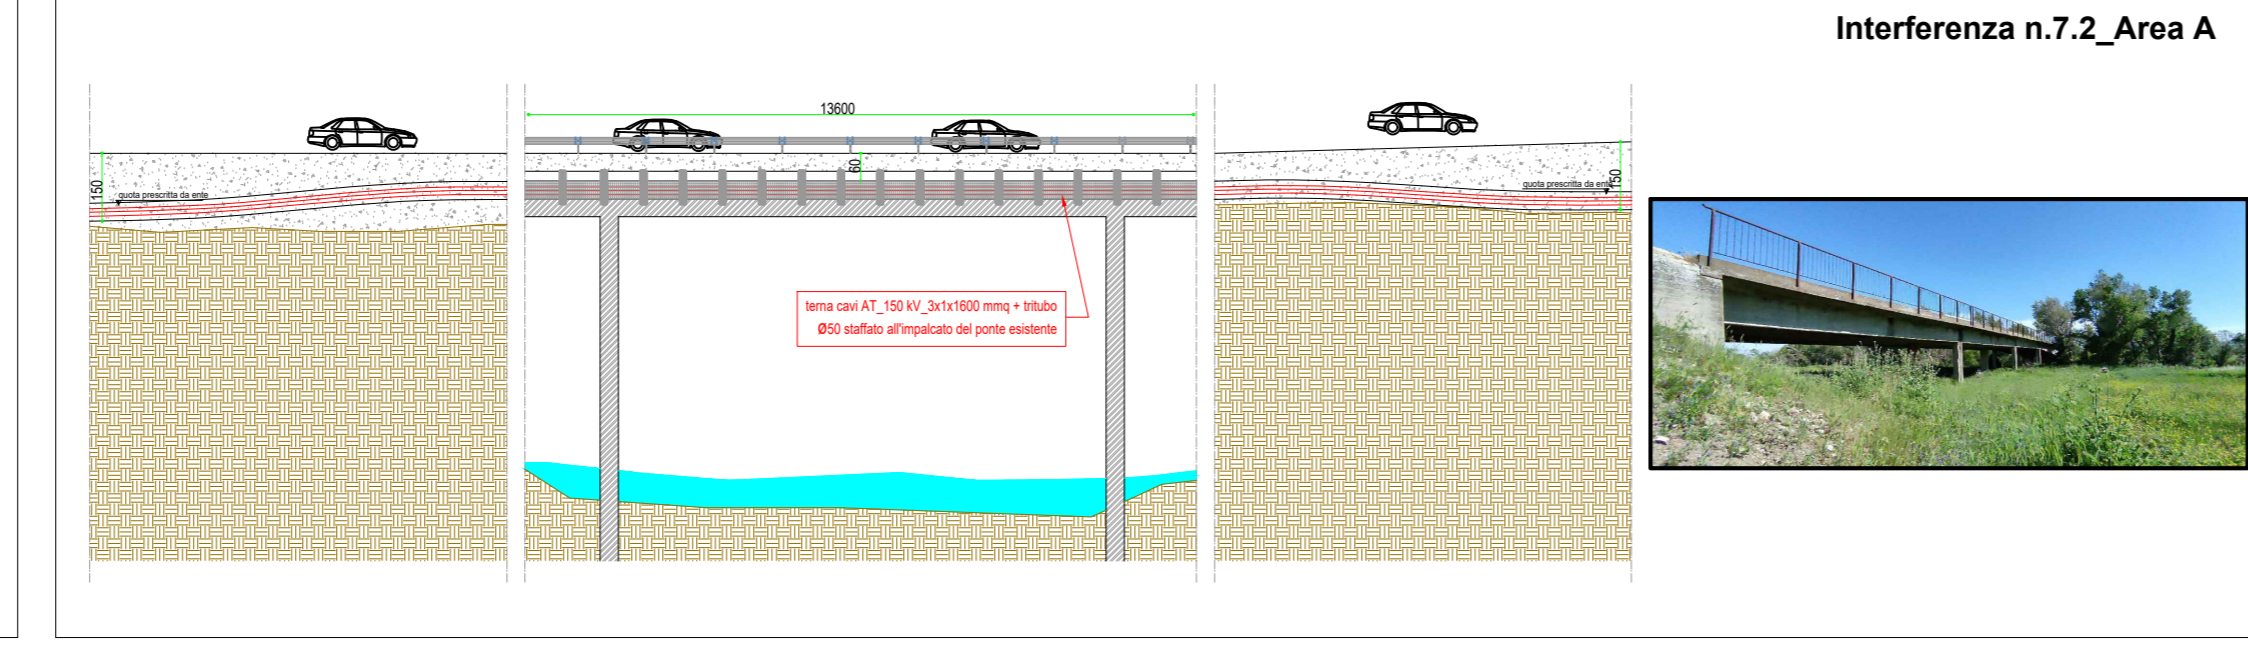 Interferenza n.7.2_Area A
13600
150
quota prescritta da ente
60
quota prescritta da ente
150
terna cavi AT_150 kV_3x1x1600 mmq + tritubo
Ø50 staffato all'impalcato del ponte esistente